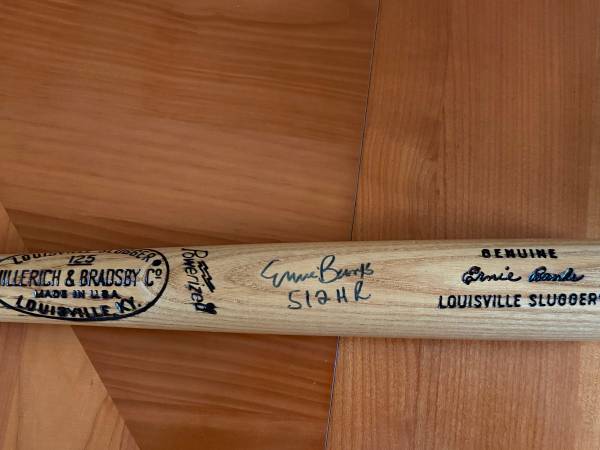 LOUISVILLE SLUGGER
125
HILLERICH & BRADSBY Co
MADE IN U.S.A
LOUISVILLE, KY.
Powerized
Ernie Banks
512 HR
GENUINE
Ernie Banks
LOUISVILLE SLUGGER